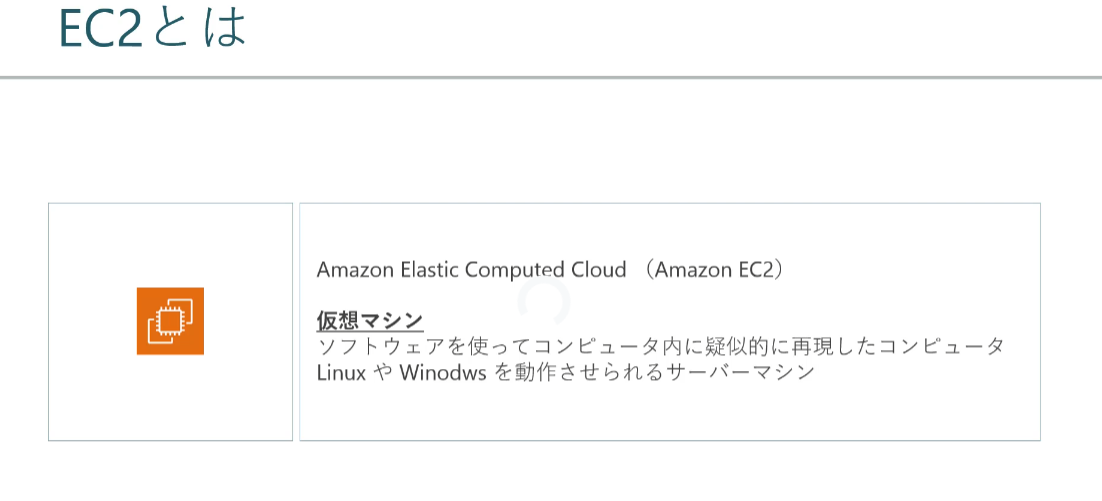 EC2とは
Amazon Elastic Computed Cloud （Amazon EC2）
仮想マシン
ソフトウェアを使ってコンピュータ内に疑似的に再現したコンピュータ
Linux や Winodws を動作させられるサーバーマシン